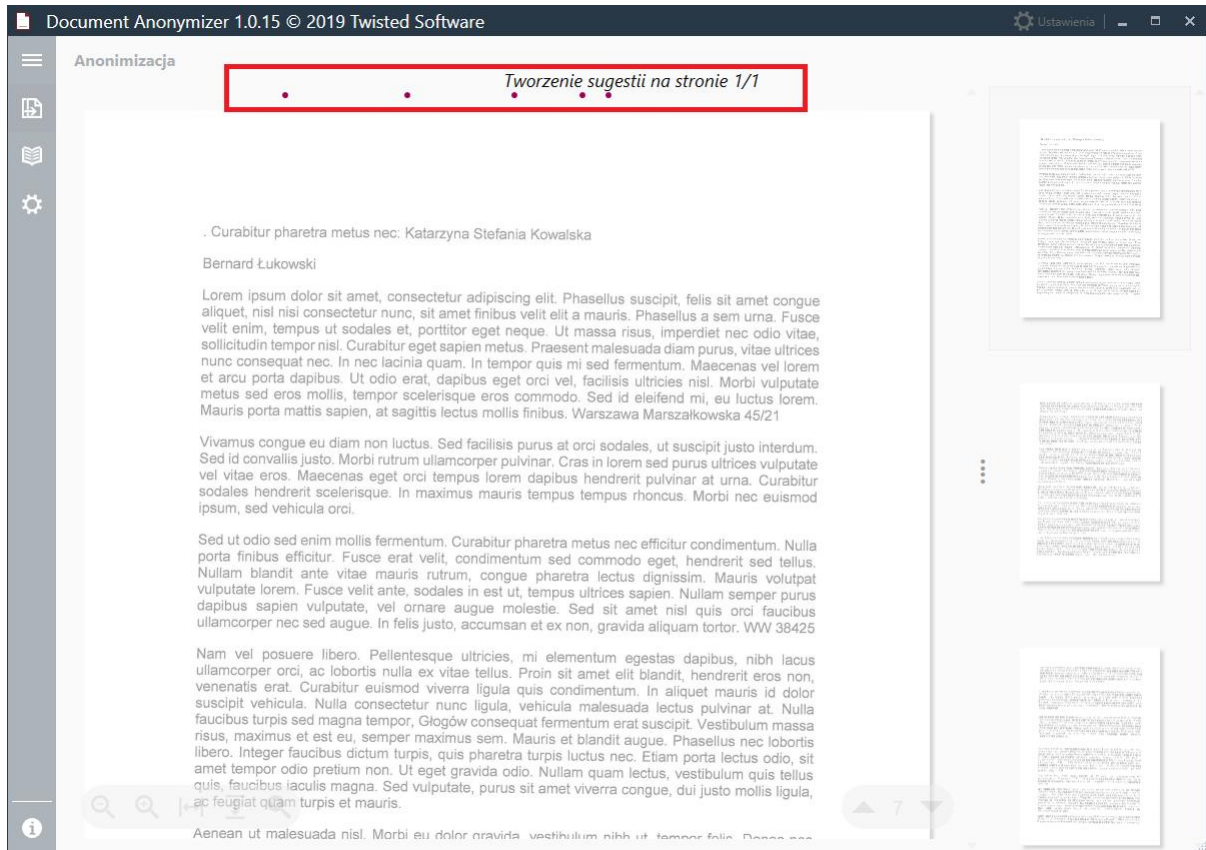 Document Anonymizer 1.0.15 © 2019 Twisted Software
Ustawienia
Anonimizacja
Tworzenie sugestii na stronie 1/1
. Curabitur pharetra metus nec: Katarzyna Stefania Kowalska
Bernard Łukowski
Lorem ipsum dolor sit amet, consectetur adipiscing elit. Phasellus suscipit, felis sit amet congue
aliquet, nisl nisi consectetur nunc, sit amet finibus velit elit a mauris. Phasellus a sem urna. Fusce
velit enim, tempus ut sodales et, porttitor eget neque. Ut massa risus, imperdiet nec odio vitae,
sollicitudin tempor nisl. Curabitur eget sapien metus. Praesent malesuada diam purus, vitae ultrices
nunc consequat nec. In nec lacinia quam. In tempor quis mi sed fermentum. Maecenas vel lorem
et arcu porta dapibus. Ut odio erat, dapibus eget orci vel, facilisis ultricies nisl. Morbi vulputate
metus sed eros mollis, tempor scelerisque eros commodo. Sed id eleifend mi, eu luctus lorem.
Mauris porta mattis sapien, at sagittis lectus mollis finibus. Warszawa Marszałkowska 45/21
Vivamus congue eu diam non luctus. Sed facilisis purus at orci sodales, ut suscipit justo interdum.
Sed id convallis justo. Morbi rutrum ullamcorper pulvinar. Cras in lorem sed purus ultrices vulputate
vel vitae eros. Maecenas eget orci tempus lorem dapibus hendrerit pulvinar at urna. Curabitur
sodales hendrerit scelerisque. In maximus mauris tempus tempus rhoncus. Morbi nec euismod
ipsum, sed vehicula orci.
Sed ut odio sed enim mollis fermentum. Curabitur pharetra metus nec efficitur condimentum. Nulla
porta finibus efficitur. Fusce erat velit, condimentum sed commodo eget, hendrerit sed tellus.
Nullam blandit ante vitae mauris rutrum, congue pharetra lectus dignissim. Mauris volutpat
vulputate lorem. Fusce velit ante, sodales in est ut, tempus ultrices sapien. Nullam semper purus
dapibus sapien vulputate, vel ornare augue molestie. Sed sit amet nisl quis orci faucibus
ullamcorper nec sed augue. In felis justo, accumsan et ex non, gravida aliquam tortor. WW 38425
Nam vel posuere libero. Pellentesque ultricies, mi elementum egestas dapibus, nibh lacus
ullamcorper orci, ac lobortis nulla ex vitae tellus. Proin sit amet elit blandit, hendrerit eros non,
venenatis erat. Curabitur euismod viverra ligula quis condimentum. In aliquet mauris id dolor
suscipit vehicula. Nulla consectetur nunc ligula, vehicula malesuada lectus pulvinar at. Nulla
faucibus turpis sed magna tempor, Głogów consequat fermentum erat suscipit. Vestibulum massa
risus, maximus et est eu, semper maximus sem. Mauris et blandit augue. Phasellus nec lobortis
libero. Integer faucibus dictum turpis, quis pharetra turpis luctus nec. Etiam porta lectus odio, sit
amet tempor odio pretium non. Ut eget gravida odio. Nullam quam lectus, vestibulum quis tellus
quis, faucibus iaculis magna. Sed vulputate, purus sit amet viverra congue, dui justo mollis ligula,
ac feugiat quam turpis et mauris.
7
Aenean ut malesuada nisl. Morbi eu dolor gravida, vestibulum nibh ut, tempor felis. Donec nec